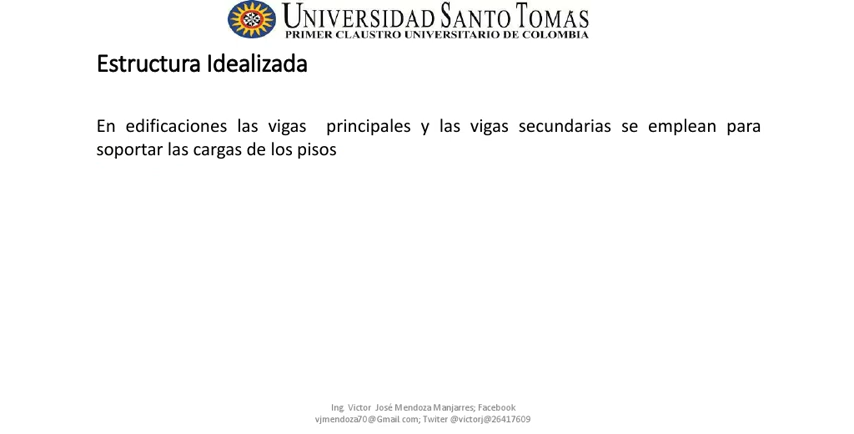 UNIVERSIDAD SANTO TOMAS
PRIMER CLAUSTRO UNIVERSITARIO DE COLOMBIA
Estructura Idealizada
En edificaciones las vigas principales y las vigas secundarias se emplean para
soportar las cargas de los pisos
Ing. Victor José Mendoza Manjarres; Facebook
vjmendoza70@Gmail com; Twiter @victorj@26417609